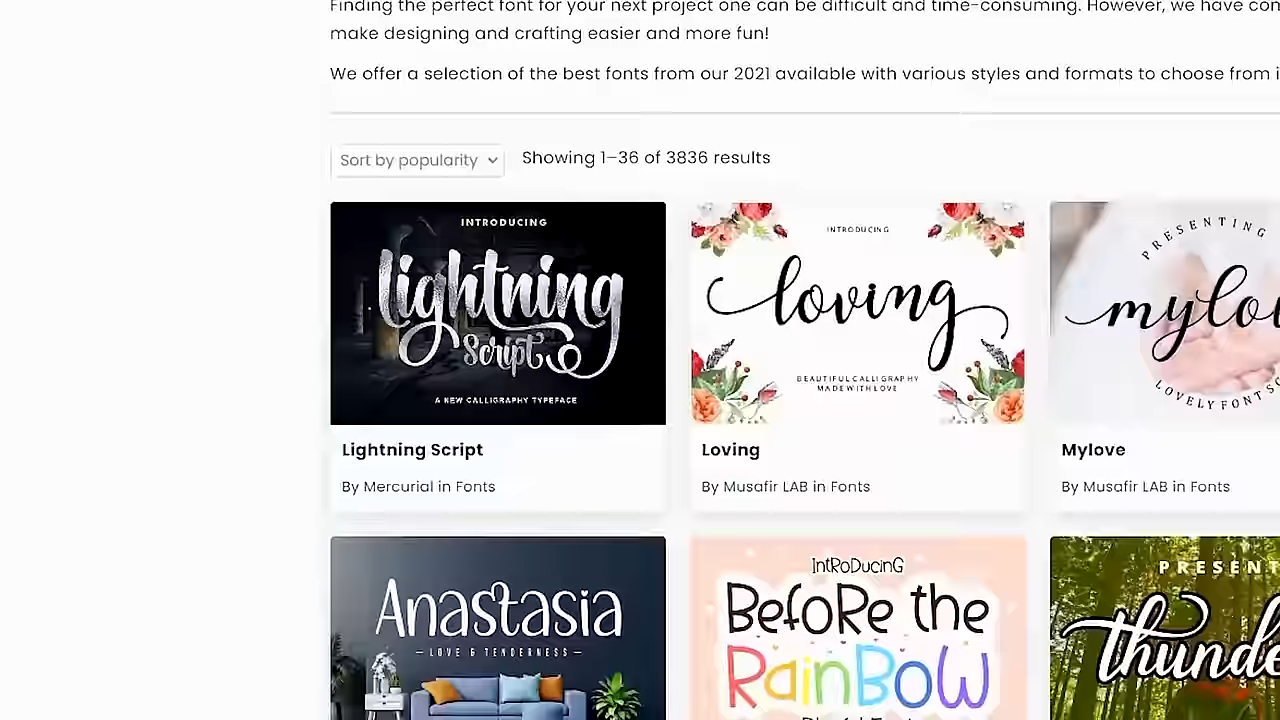 Finding the perfect font for your next project one can be difficult and time-consuming. However, we have
make designing and crafting easier and more fun!
We offer a selection of the best fonts from our 2021 available with various styles and formats to choose from
Sort by popularity
Showing 1–36 of 3836 results
INTRODUCING
lightning
Script
A NEW CALLIGRAPHY TYPEFACE
INTRODUCING
loving
BEAUTIFUL CALLIGRAPHY
MADE WITH LOVE
PRESENTING
mylo
LOVELY FONT
Lightning Script
By Mercurial in Fonts
Loving
By Musafir LAB in Fonts
Mylove
By Musafir LAB in Fonts
Anastasia
– LOVE & TENDERNESS –
IntRoDucinG
BefoRe the
RainBoW
PRESENT
thunde